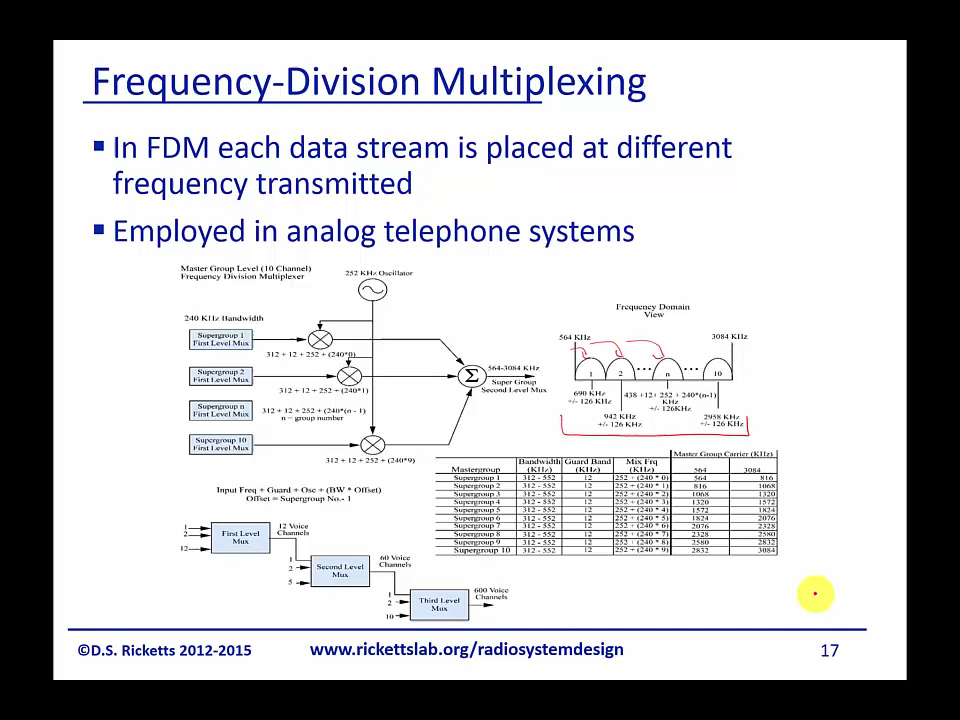 Frequency-Division Multiplexing
▪ In FDM each data stream is placed at different
frequency transmitted
▪ Employed in analog telephone systems
Master Group Level (10 Channel)
Frequency Division Multiplexer
252 KHz Oscillator
240 KHz Bandwidth
Supergroup 1
First Level Mux
312 + 12 + 252 + (240*0)
Supergroup 2
First Level Mux
312 + 12 + 252 + (240*1)
Supergroup n
First Level Mux
312 + 12 + 252 + (240*(n - 1)
n = group number
Supergroup 10
First Level Mux
312 + 12 + 252 + (240*9)
Σ
564-3084 KHz
Super Group
Second Level Mux
Frequency Domain
View
564 KHz
3084 KHz
1 2 ... n ... 10
690 KHz
+/- 126 KHz
942 KHz
+/- 126 KHz
438 +12+ 252 + 240*(n-1)
KHz
+/- 126KHz
2958 KHz
+/- 126 KHz
Input Freq + Guard + Osc + (BW * Offset)
Offset = Supergroup No.- 1
Master Group Carrier (KHz)
Mastergroup Bandwidth (KHz) Guard Band (KHz) Mix Frq (KHz) 564 3084
Supergroup 1 312 - 552 12 252 + (240 * 0) 564 816
Supergroup 2 312 - 552 12 252 + (240 * 1) 816 1068
Supergroup 3 312 - 552 12 252 + (240 * 2) 1068 1320
Supergroup 4 312 - 552 12 252 + (240 * 3) 1320 1572
Supergroup 5 312 - 552 12 252 + (240 * 4) 1572 1824
Supergroup 6 312 - 552 12 252 + (240 * 5) 1824 2076
Supergroup 7 312 - 552 12 252 + (240 * 6) 2076 2328
Supergroup 8 312 - 552 12 252 + (240 * 7) 2328 2580
Supergroup 9 312 - 552 12 252 + (240 * 8) 2580 2832
Supergroup 10 312 - 552 12 252 + (240 * 9) 2832 3084
1
2
12
First Level
Mux
12 Voice
Channels
1
2
5
Second Level
Mux
60 Voice
Channels
1
2
10
Third Level
Mux
600 Voice
Channels
©D.S. Ricketts 2012-2015
www.rickettslab.org/radiosystemdesign
17